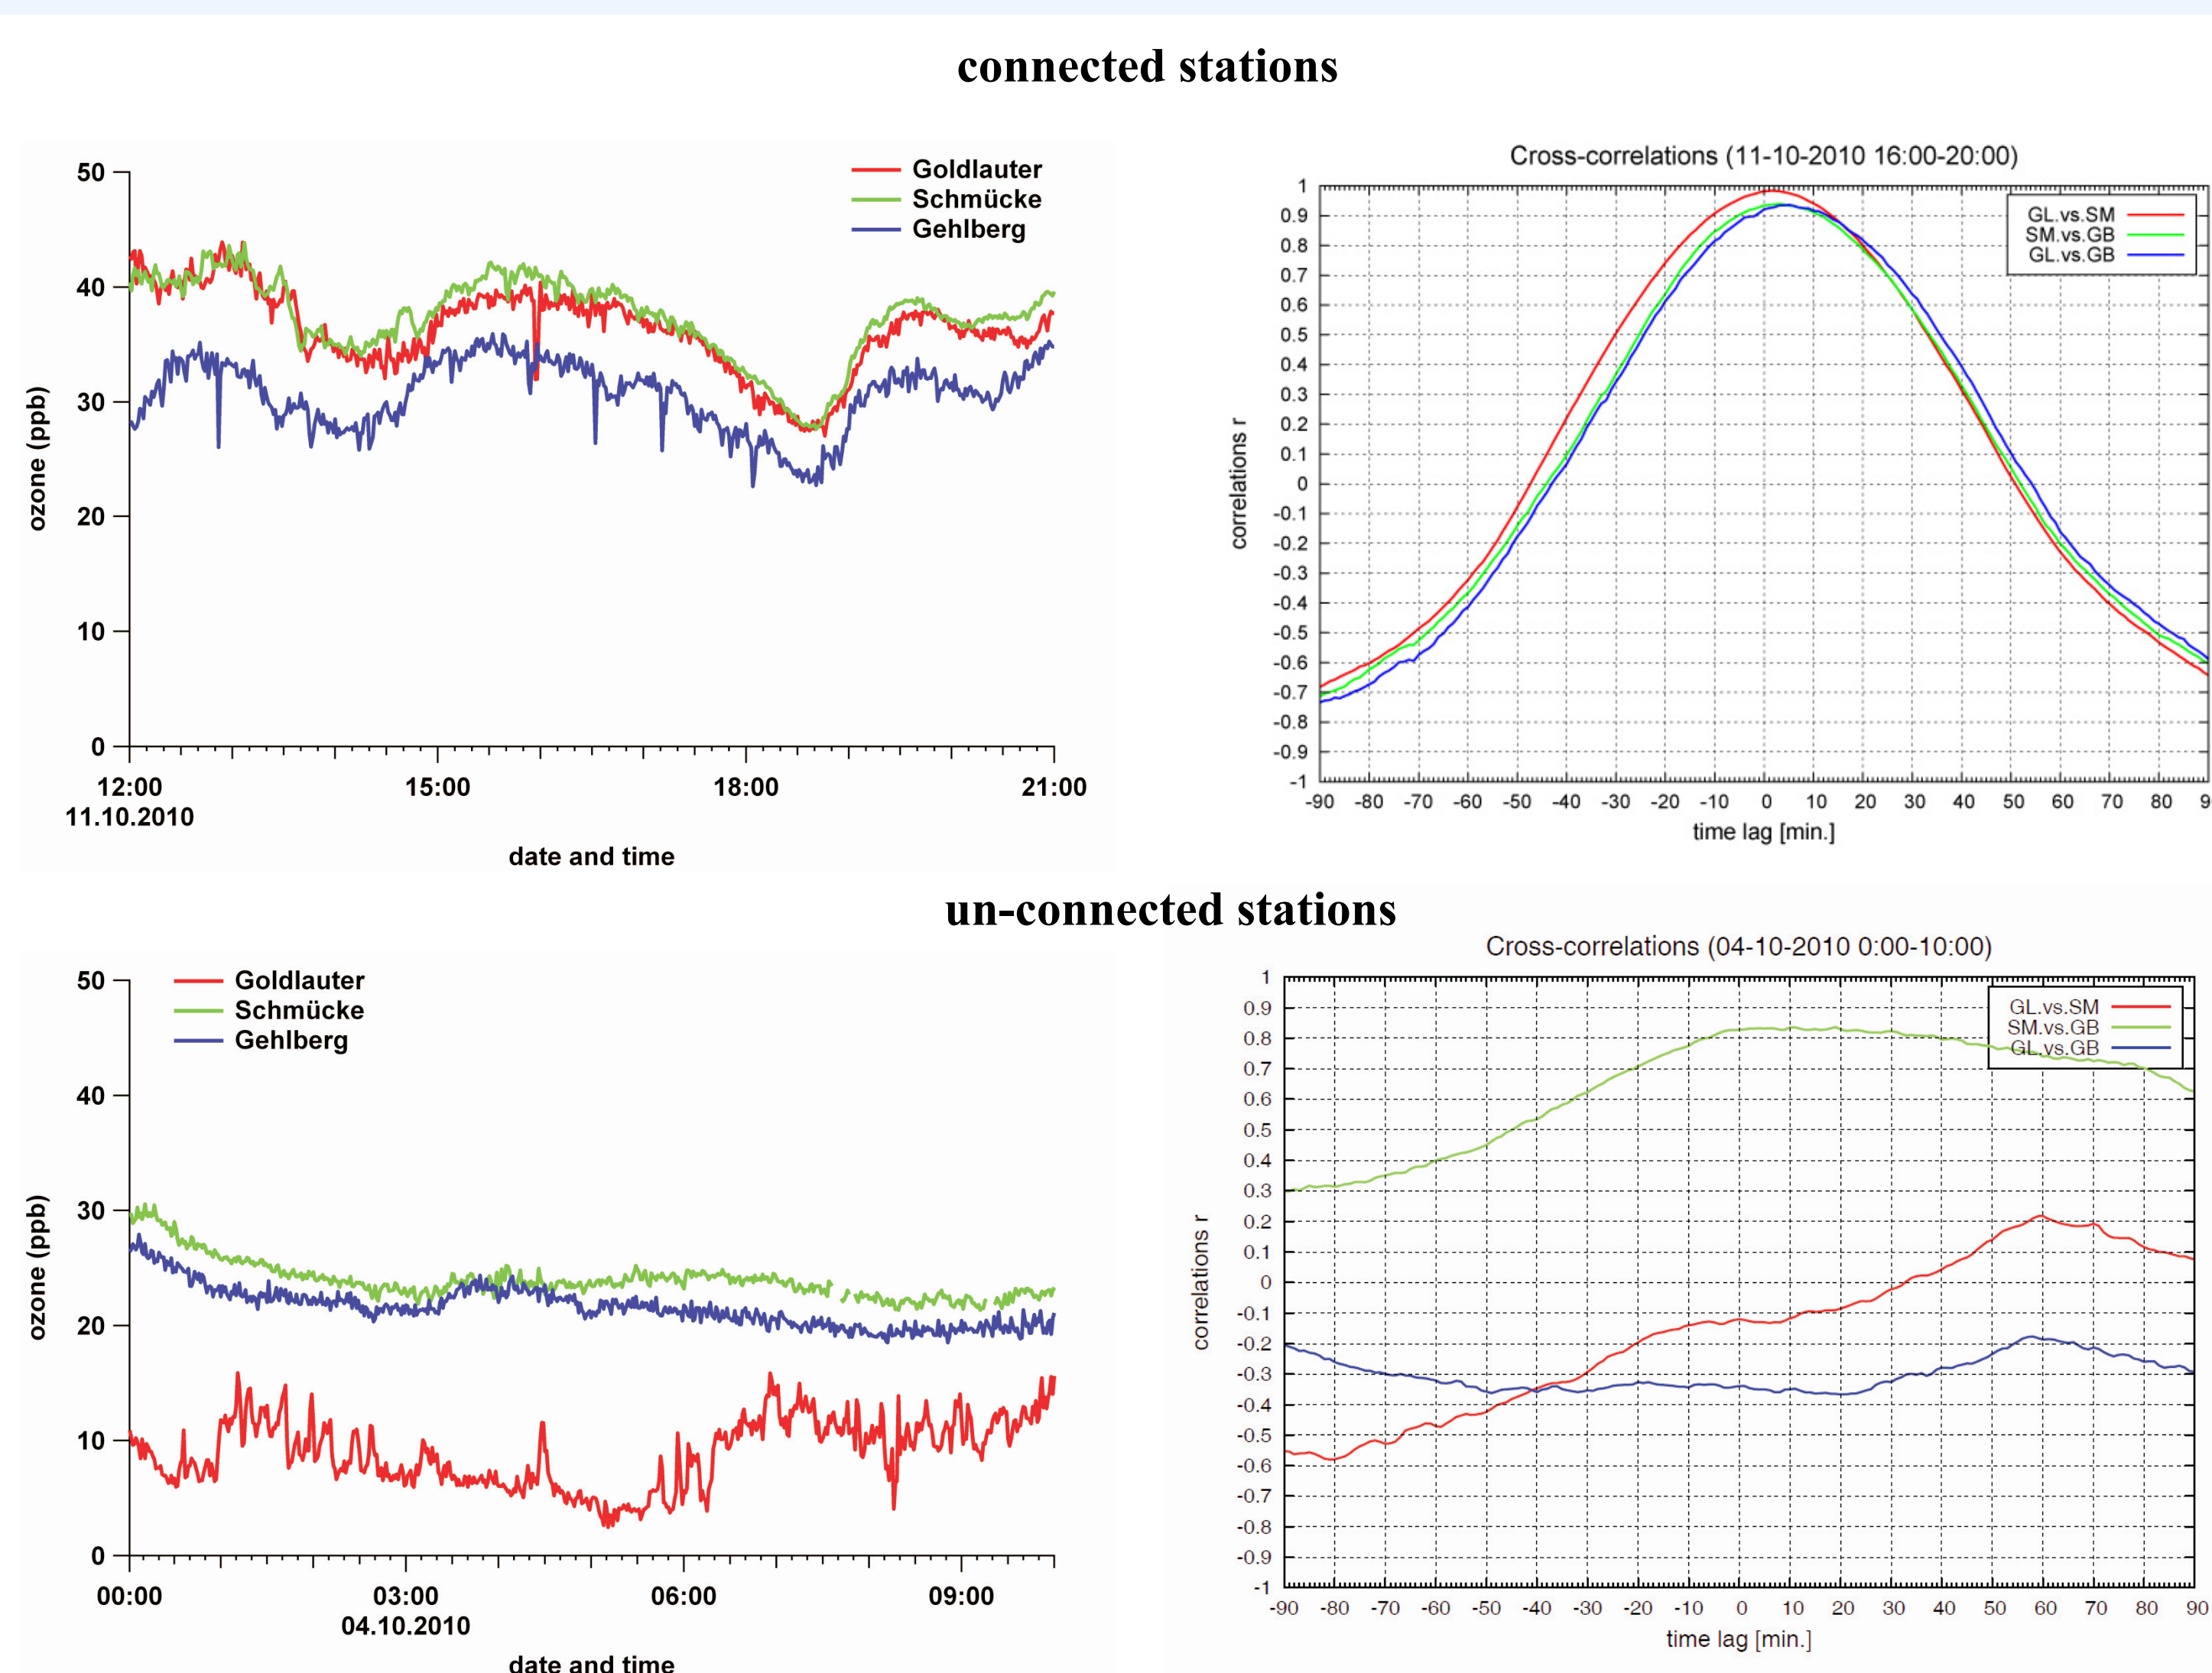 connected stations
Goldlauter
Schmücke
Gehlberg
50
40
30
20
10
0
ozone (ppb)
12:00
15:00
18:00
21:00
11.10.2010
date and time
Cross-correlations (11-10-2010 16:00-20:00)
GL.vs.SM
SM.vs.GB
GL.vs.GB
1
0.9
0.8
0.7
0.6
0.5
0.4
0.3
0.2
0.1
0
-0.1
-0.2
-0.3
-0.4
-0.5
-0.6
-0.7
-0.8
-0.9
-1
correlations r
-90 -80 -70 -60 -50 -40 -30 -20 -10 0 10 20 30 40 50 60 70 80 9
time lag [min.]
un-connected stations
Goldlauter
Schmücke
Gehlberg
50
40
30
20
10
0
ozone (ppb)
00:00
03:00
06:00
09:00
04.10.2010
date and time
Cross-correlations (04-10-2010 0:00-10:00)
GL.vs.SM
SM.vs.GB
GL.vs.GB
1
0.9
0.8
0.7
0.6
0.5
0.4
0.3
0.2
0.1
0
-0.1
-0.2
-0.3
-0.4
-0.5
-0.6
-0.7
-0.8
-0.9
-1
correlations r
-90 -80 -70 -60 -50 -40 -30 -20 -10 0 10 20 30 40 50 60 70 80 90
time lag [min.]